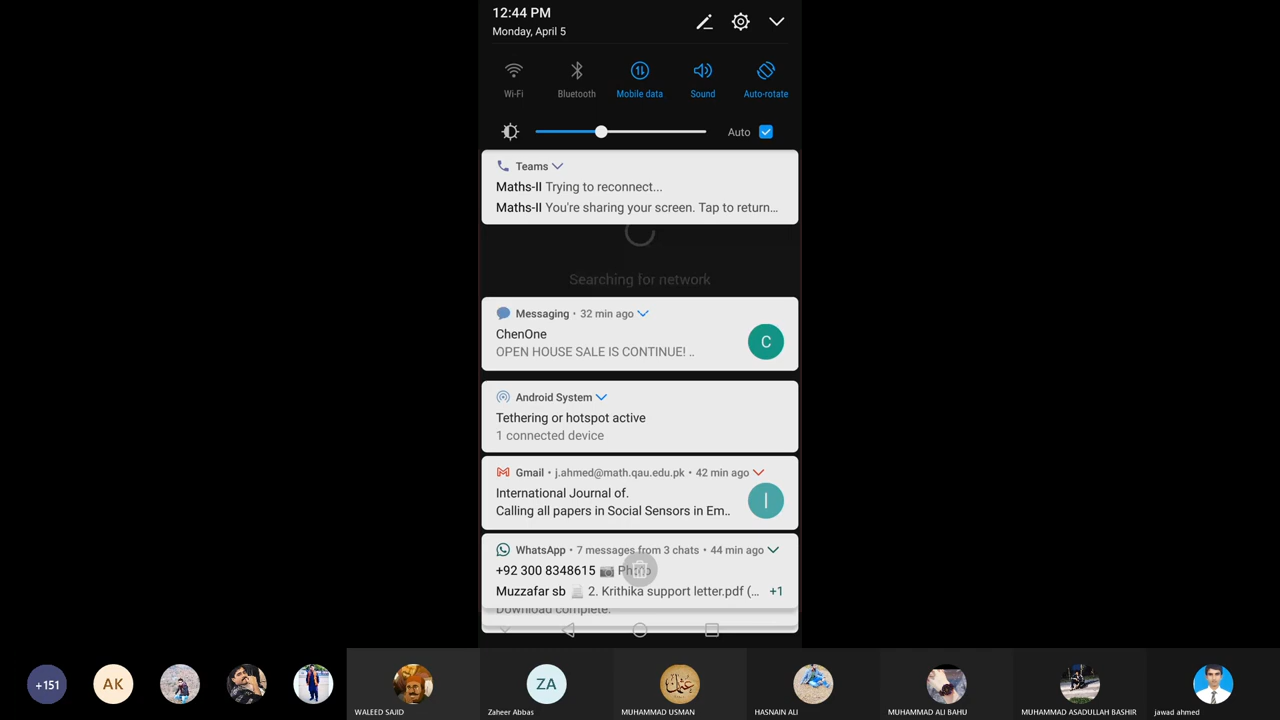 12:44 PM
Monday, April 5
Wi-Fi Bluetooth Mobile data Sound Auto-rotate
Auto
Teams
Maths-II Trying to reconnect...
Maths-II You're sharing your screen. Tap to return...
Searching for network
Messaging • 32 min ago
ChenOne
OPEN HOUSE SALE IS CONTINUE! ..
C
Android System
Tethering or hotspot active
1 connected device
Gmail • j.ahmed@math.qau.edu.pk • 42 min ago
International Journal of.
Calling all papers in Social Sensors in Em..
I
WhatsApp • 7 messages from 3 chats • 44 min ago
+92 300 8348615 Photo
Muzzafar sb 2. Krithika support letter.pdf (... +1
Download complete.
+151 AK ZA
WALEED SAJID Zaheer Abbas MUHAMMAD USMAN HASNAIN ALI MUHAMMAD ALI BAHU MUHAMMAD ASADULLAH BASHIR jawad ahmed